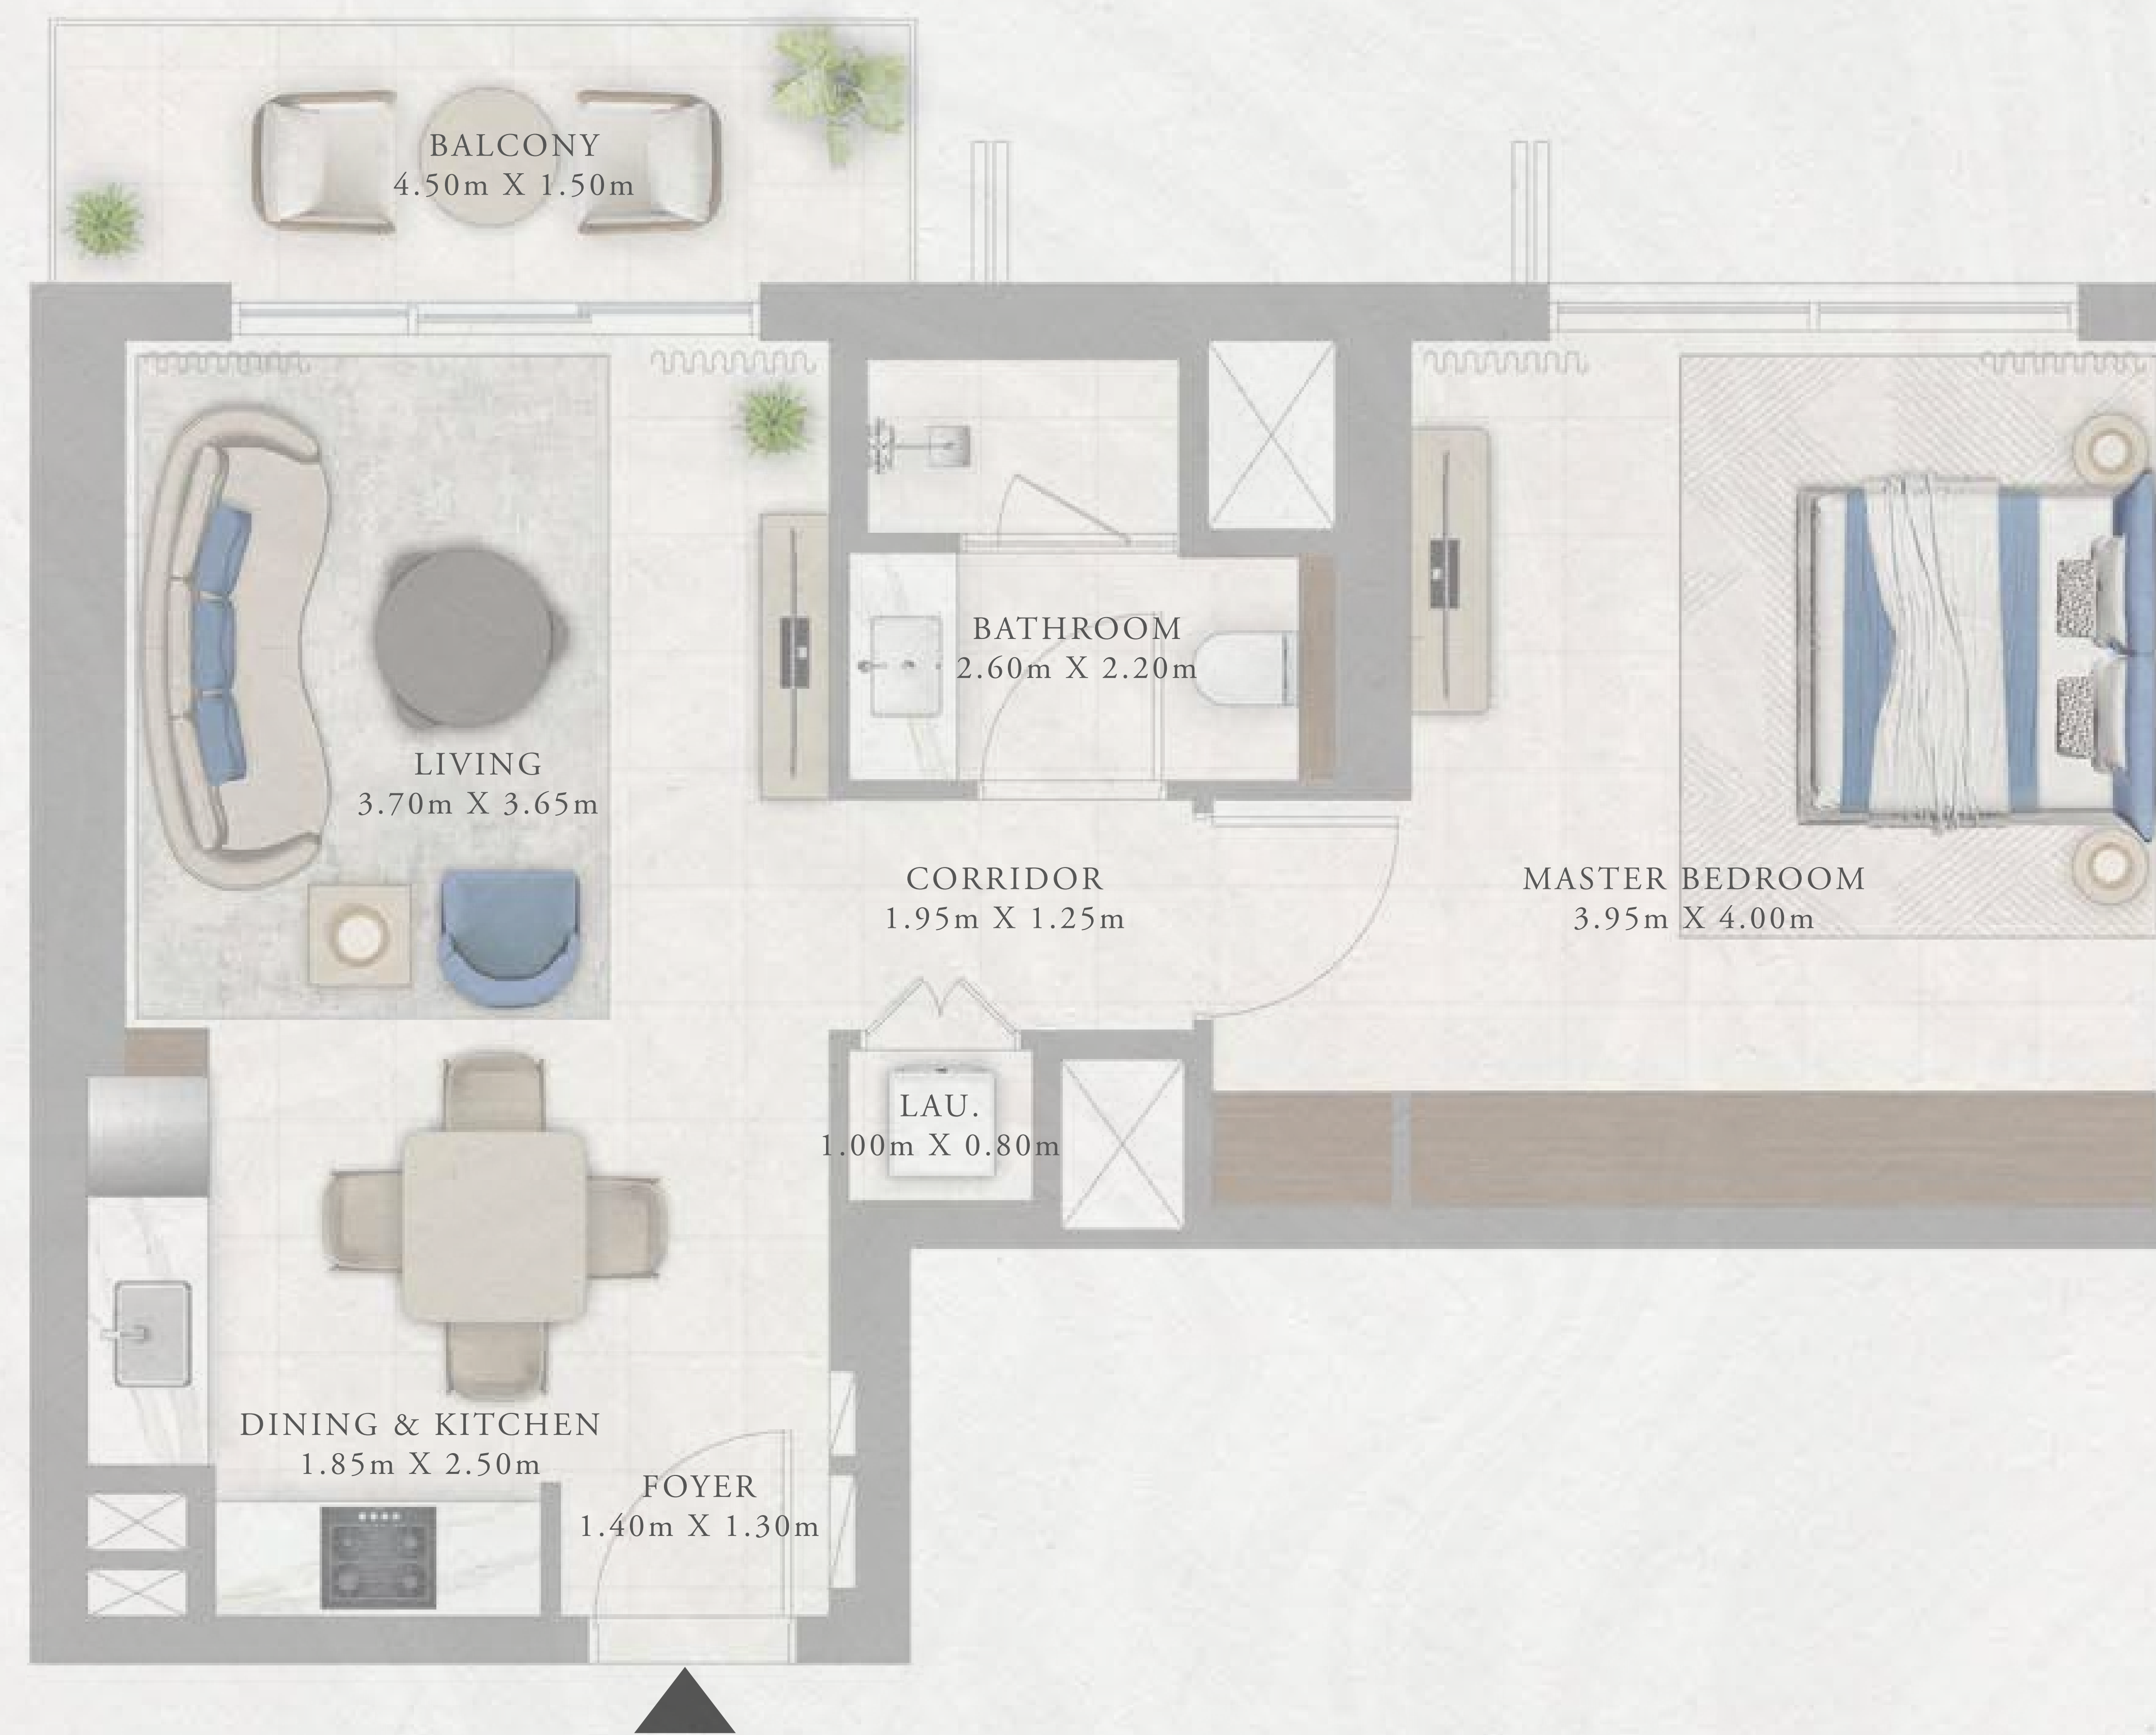 BALCONY
4.50m X 1.50m
BATHROOM
2.60m X 2.20m
LIVING
3.70m X 3.65m
CORRIDOR
1.95m X 1.25m
MASTER BEDROOM
3.95m X 4.00m
LAU.
1.00m X 0.80m
DINING & KITCHEN
1.85m X 2.50m
FOYER
1.40m X 1.30m